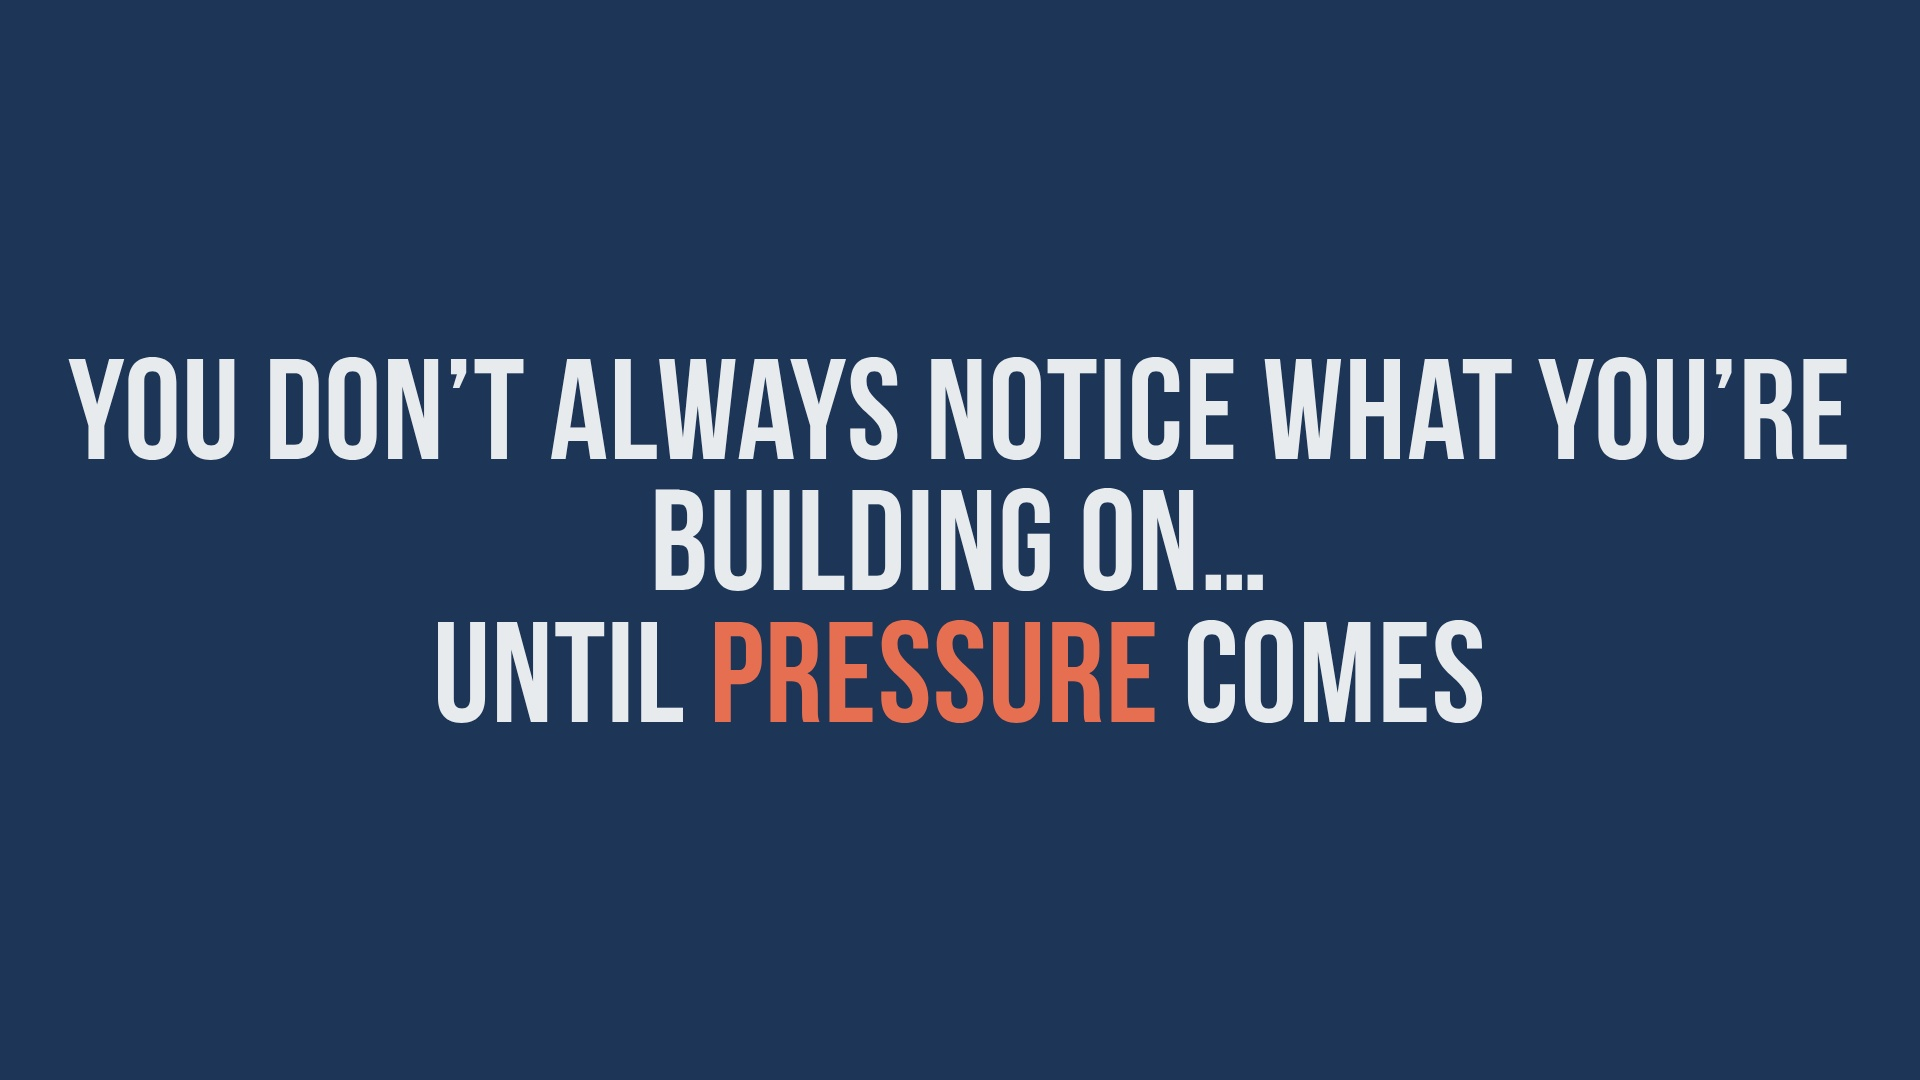 YOU DON’T ALWAYS NOTICE WHAT YOU’RE
BUILDING ON…
UNTIL PRESSURE COMES